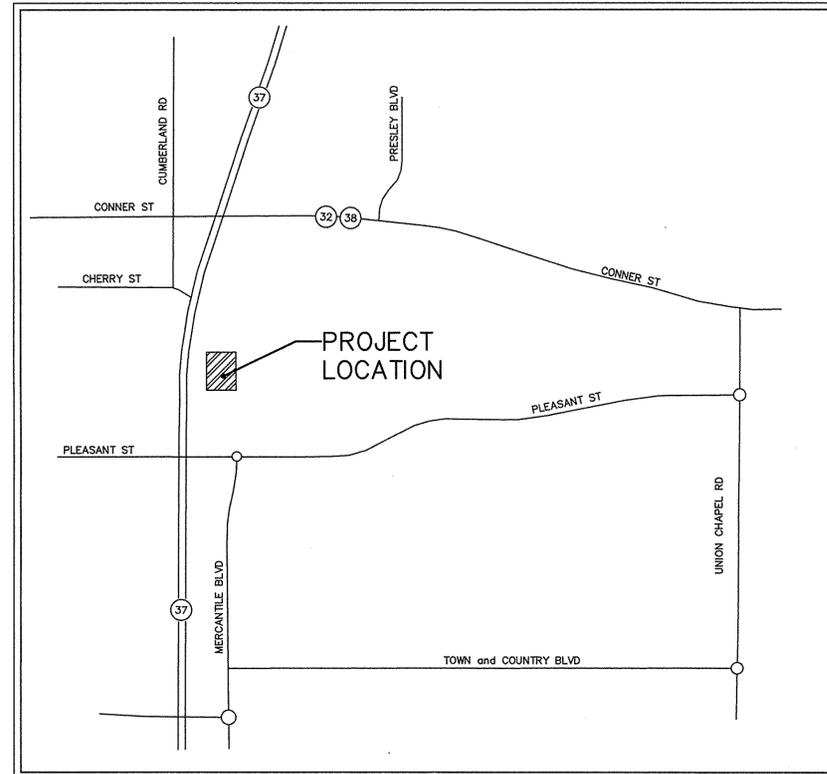 37
CUMBERLAND RD
PRESLEY BLVD
CONNER ST
32
38
CHERRY ST
CONNER ST
PROJECT
LOCATION
PLEASANT ST
PLEASANT ST
UNION CHAPEL RD
MERCANTILE BLVD
37
TOWN and COUNTRY BLVD